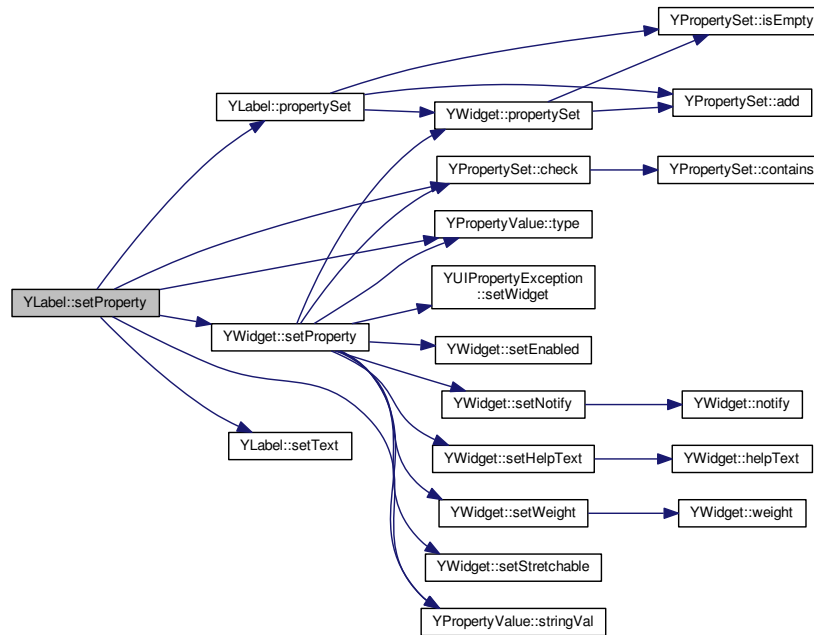 YPropertySet::isEmpty
YLabel::propertySet
YPropertySet::add
YWidget::propertySet
YPropertySet::check
YPropertySet::contains
YPropertyValue::type
YUIPropertyException
::setWidget
YLabel::setProperty
YWidget::setProperty
YWidget::setEnabled
YWidget::setNotify
YWidget::notify
YLabel::setText
YWidget::setHelpText
YWidget::helpText
YWidget::setWeight
YWidget::weight
YWidget::setStretchable
YPropertyValue::stringVal